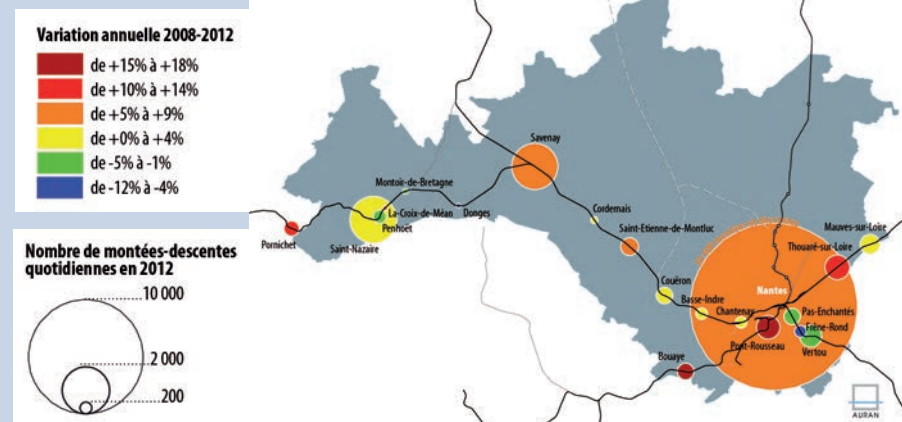 Variation annuelle 2008-2012
de +15% à +18%
de +10% à +14%
de +5% à +9%
de +0% à +4%
de -5% à -1%
de -12% à -4%
Nombre de montées-descentes
quotidiennes en 2012
10 000
2 000
200
Savenay
Montoir-de-Bretagne
La-Croix-de-Méan
Donges
Penhoët
Pornichet
Saint-Nazaire
Cordemais
Saint-Etienne-de-Montluc
Mauves-sur-Loire
Thouaré-sur-Loire
Couëron
Nantes
Basse-Indre
Chantenay
Pas-Enchantés
Frêne-Rond
Pont-Rousseau
Vertou
Bouaye
AURAN